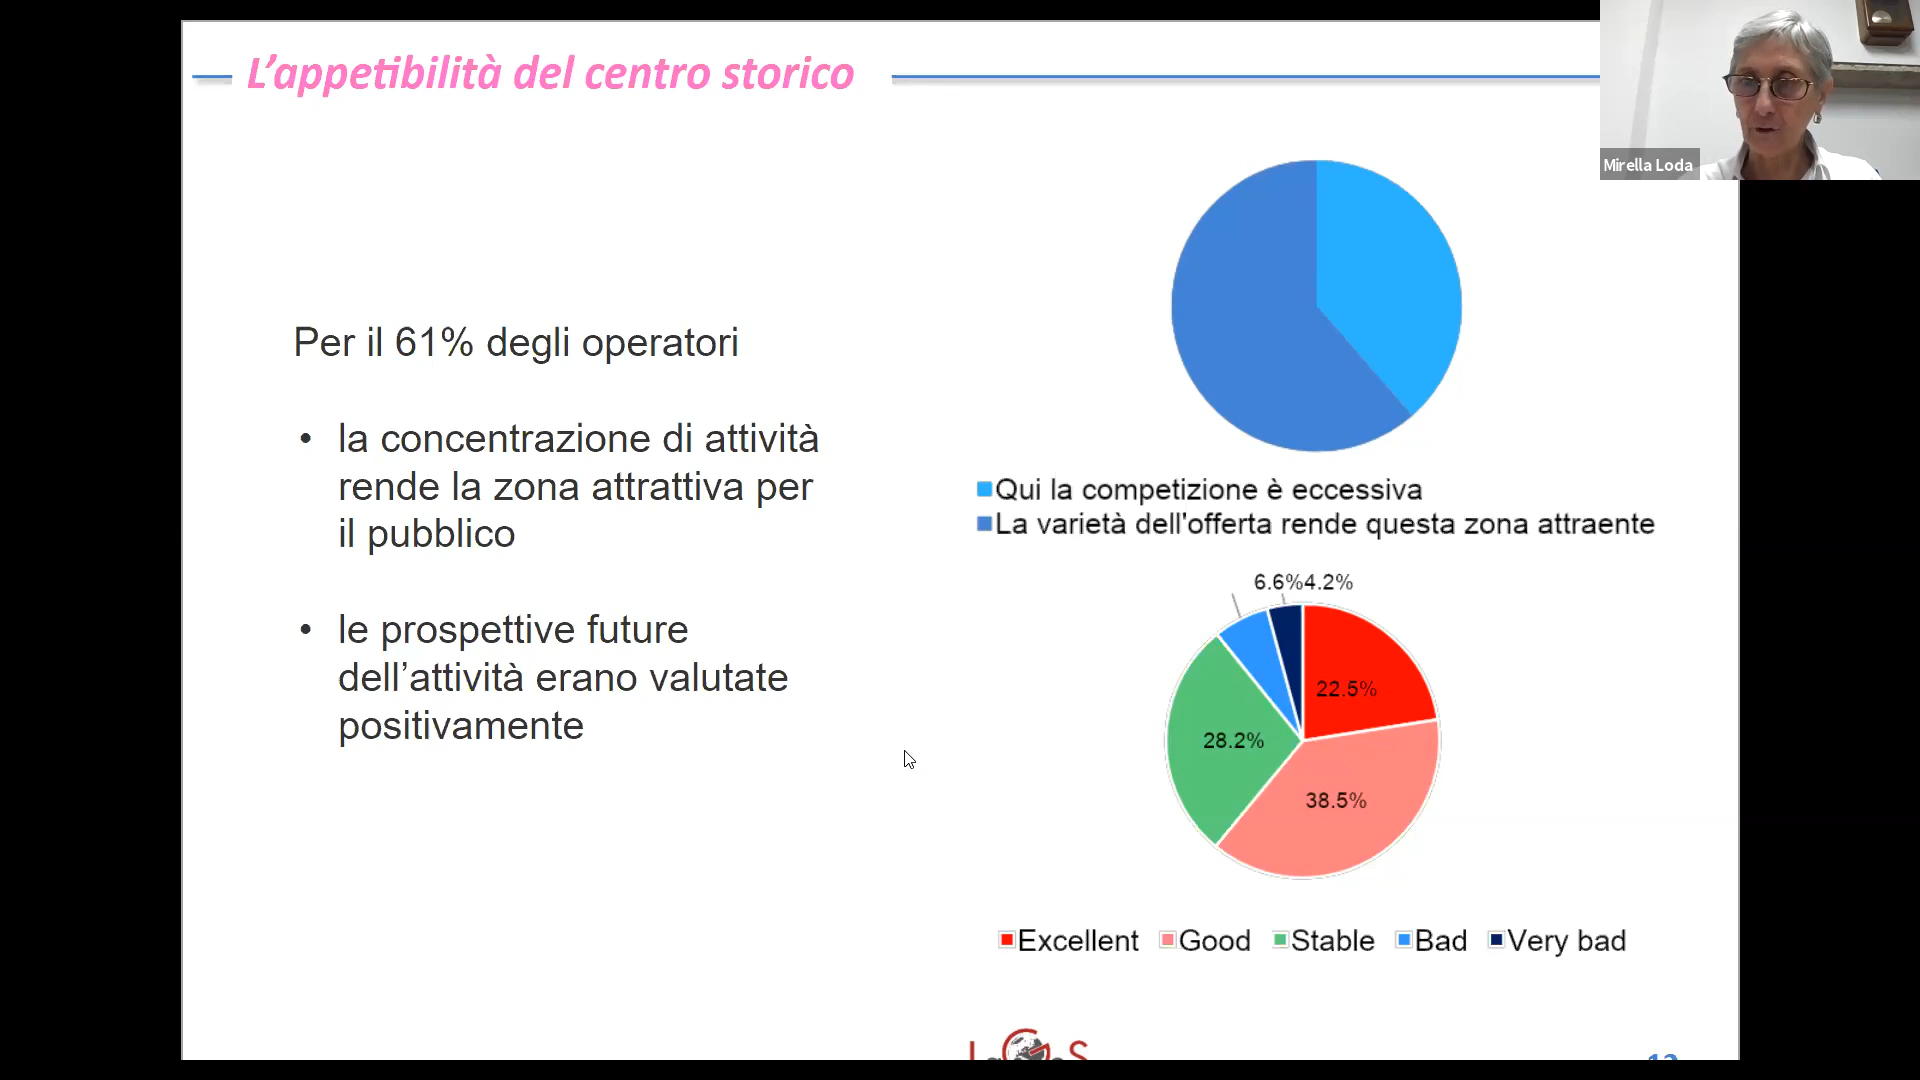 L'appetibilità del centro storico
Mirella Loda
Per il 61% degli operatori
• la concentrazione di attività
rende la zona attrattiva per
il pubblico
• le prospettive future
dell'attività erano valutate
positivamente
Qui la competizione è eccessiva
La varietà dell'offerta rende questa zona attraente
6.6%4.2%
22.5%
28.2%
38.5%
Excellent Good Stable Bad Very bad